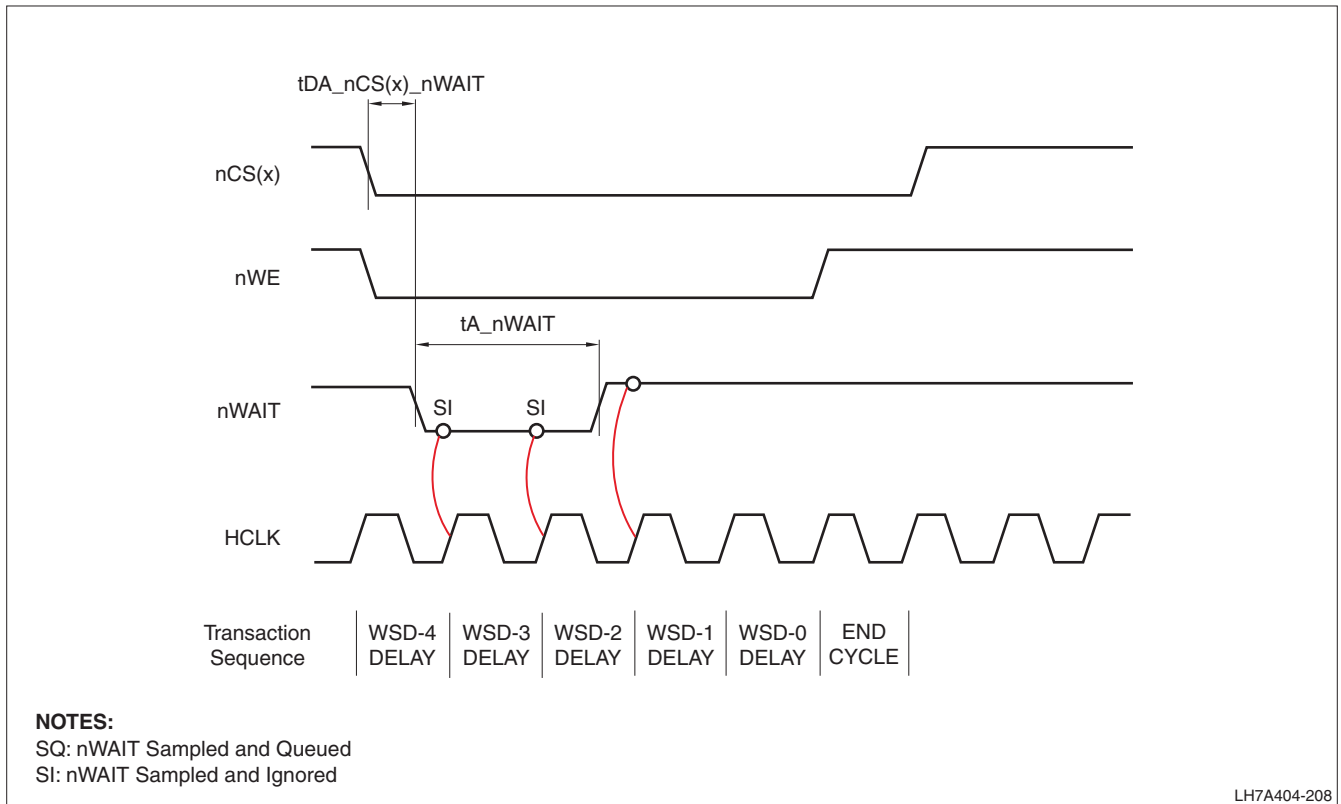 tDA_nCS(x)_nWAIT
nCS(x)
nWE
tA_nWAIT
nWAIT
SI
SI
HCLK
Transaction
Sequence
WSD-4
DELAY
WSD-3
DELAY
WSD-2
DELAY
WSD-1
DELAY
WSD-0
DELAY
END
CYCLE
NOTES:
SQ: nWAIT Sampled and Queued
SI: nWAIT Sampled and Ignored
LH7A404-208